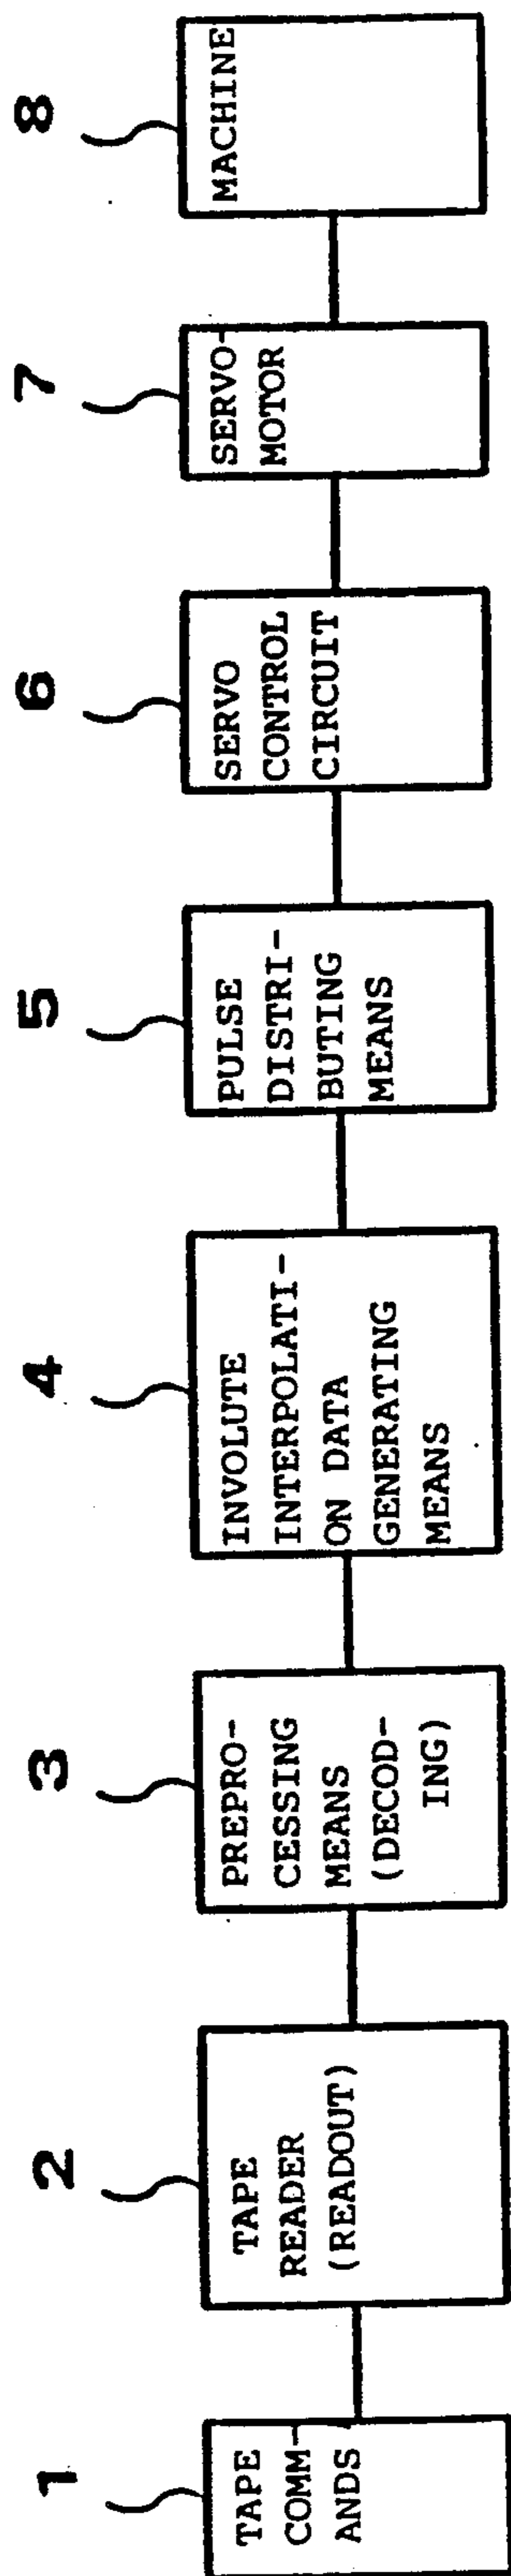 1
TAPE
COMM-
ANDS
2
TAPE
READER
(READOUT)
3
PREPRO-
CESSING
MEANS
(DECOD-
ING)
4
INVOLUTE
INTERPOLATI-
ON DATA
GENERATING
MEANS
5
PULSE
DISTRI-
BUTING
MEANS
6
SERVO
CONTROL
CIRCUIT
7
SERVO-
MOTOR
8
MACHINE